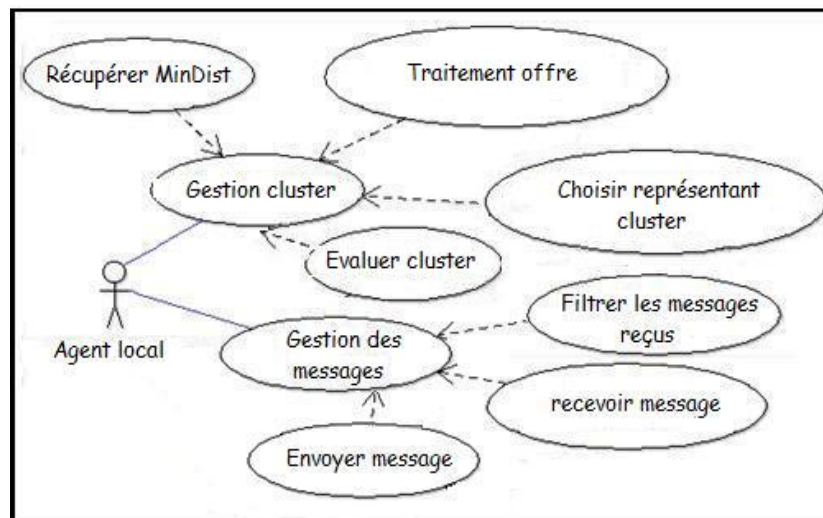 Récupérer MinDist
Traitement offre
Gestion cluster
Choisir représentant
cluster
Evaluer cluster
Agent local
Filtrer les messages
reçus
Gestion des
messages
recevoir message
Envoyer message